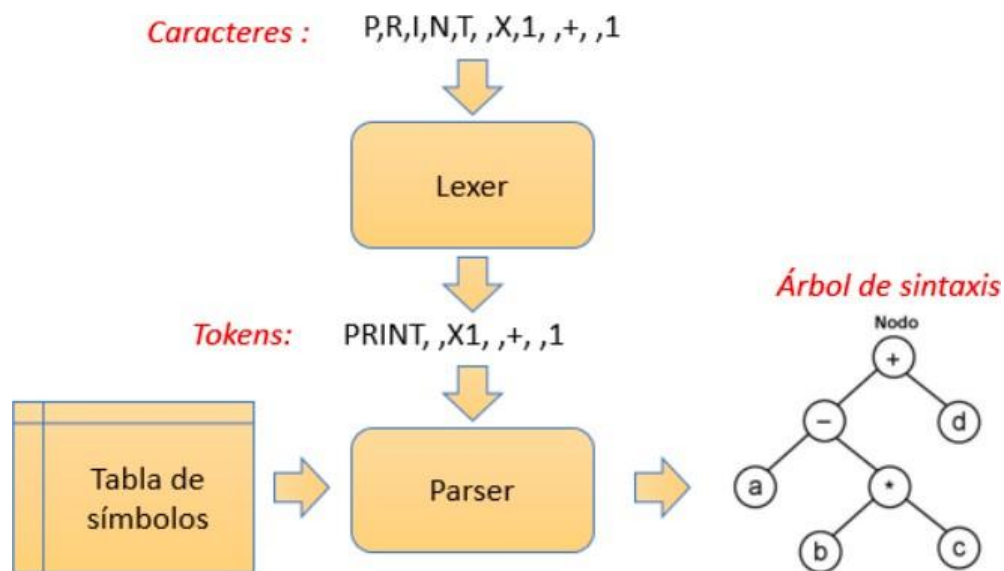 Caracteres : P,R,I,N,T, ,X,1, ,+, ,1
Lexer
Tokens: PRINT, ,X1, ,+, ,1
Tabla de
símbolos
Parser
Árbol de sintaxis
Nodo
+
− d
a *
b c